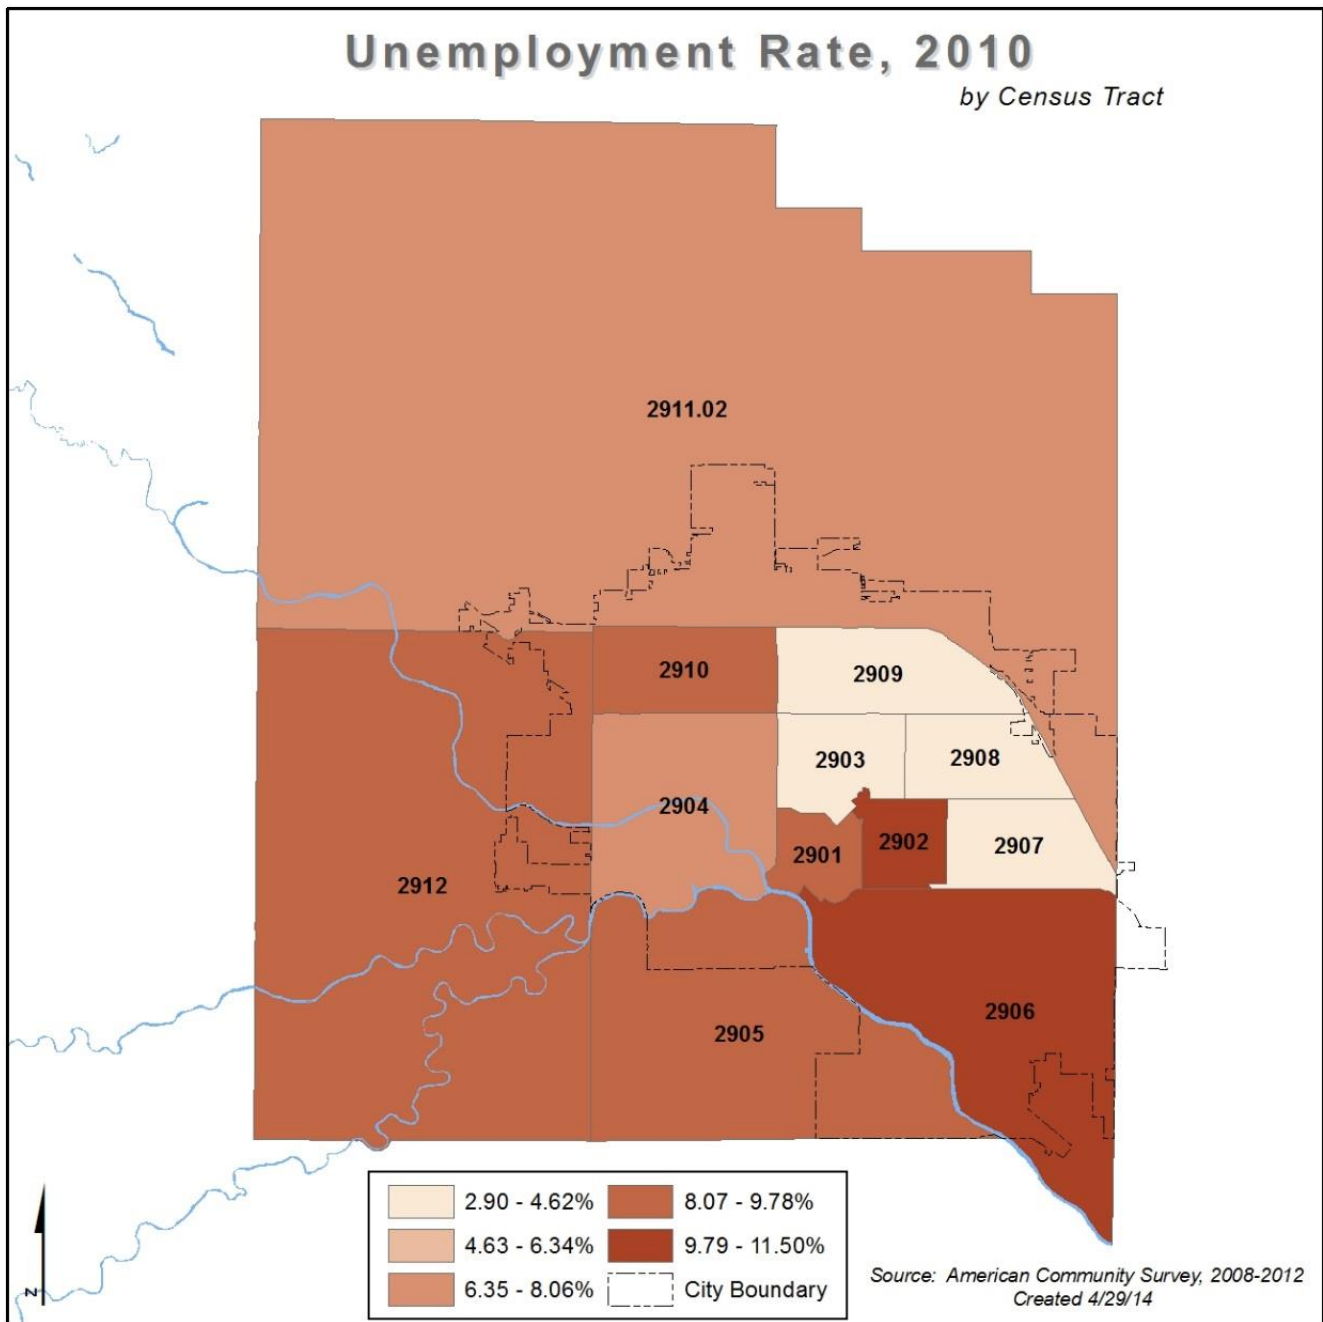 Unemployment Rate, 2010
by Census Tract
2911.02
2910
2909
2903
2908
2904
2901
2902
2907
2912
2906
2905
2.90 - 4.62%
4.63 - 6.34%
6.35 - 8.06%
8.07 - 9.78%
9.79 - 11.50%
City Boundary
Source: American Community Survey, 2008-2012
Created 4/29/14
N